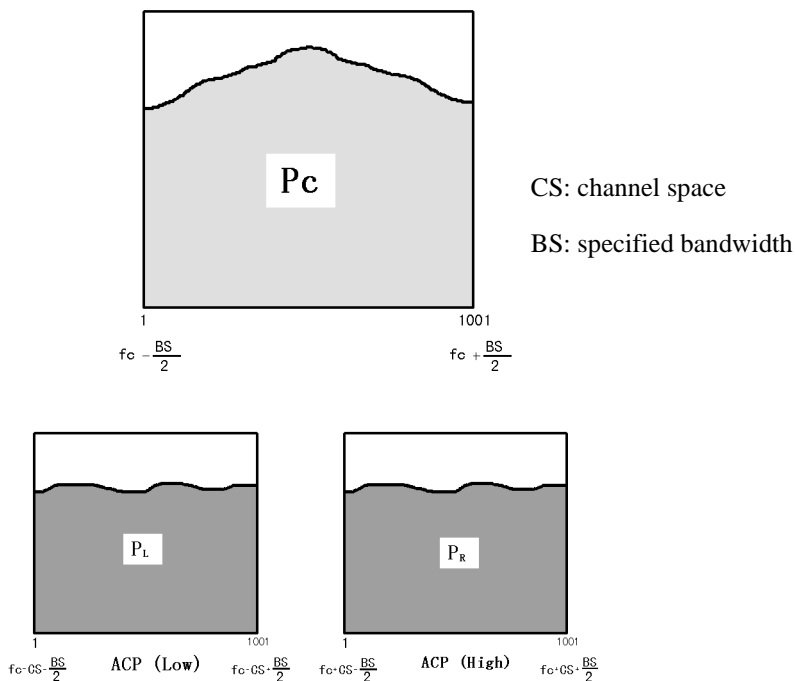 Pc
CS: channel space
BS: specified bandwidth
1 1001
fc - BS/2 fc + BS/2
PL PR
1 1001 1 1001
fc-CS-BS/2 ACP (Low) fc-CS+BS/2 fc+CS-BS/2 ACP (High) fc+CS+BS/2